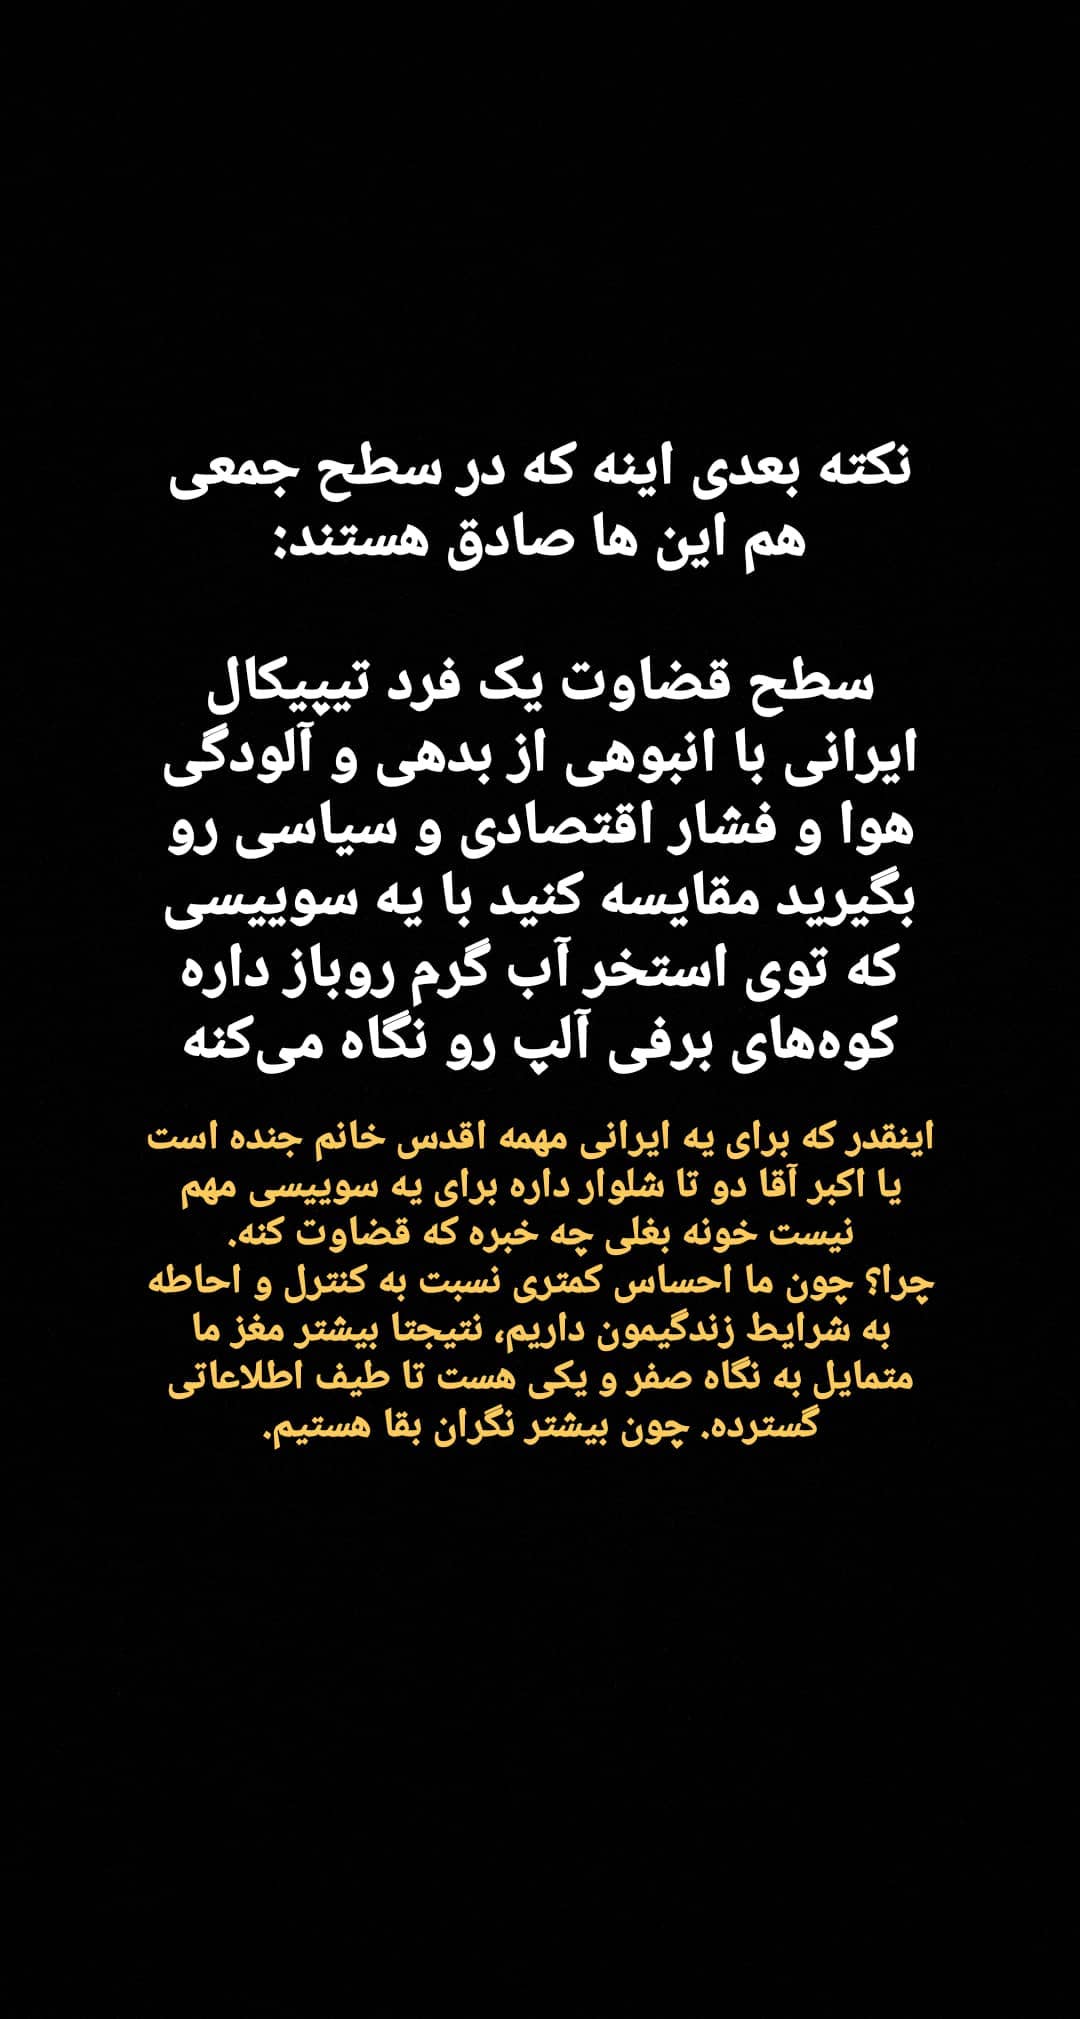 نکته بعدی اینه که در سطح جمعی
هم این ها صادق هستند:
سطح قضاوت یک فرد تیپیکال
ایرانی با انبوهی از بدهی و آلودگی
هوا و فشار اقتصادی و سیاسی رو
بگیرید مقایسه کنید با یه سوییسی
که توی استخر آب گرم روباز داره
کوه‌های برفی آلپ رو نگاه می‌کنه
اینقدر که برای یه ایرانی مهمه اقدس خانم جنده است
یا اکبر آقا دو تا شلوار داره برای یه سوییسی مهم
نیست خونه بغلی چه خبره که قضاوت کنه.
چرا؟ چون ما احساس کمتری نسبت به کنترل و احاطه
به شرایط زندگیمون داریم، نتیجتا بیشتر مغز ما
متمایل به نگاه صفر و یکی هست تا طیف اطلاعاتی
گسترده. چون بیشتر نگران بقا هستیم.